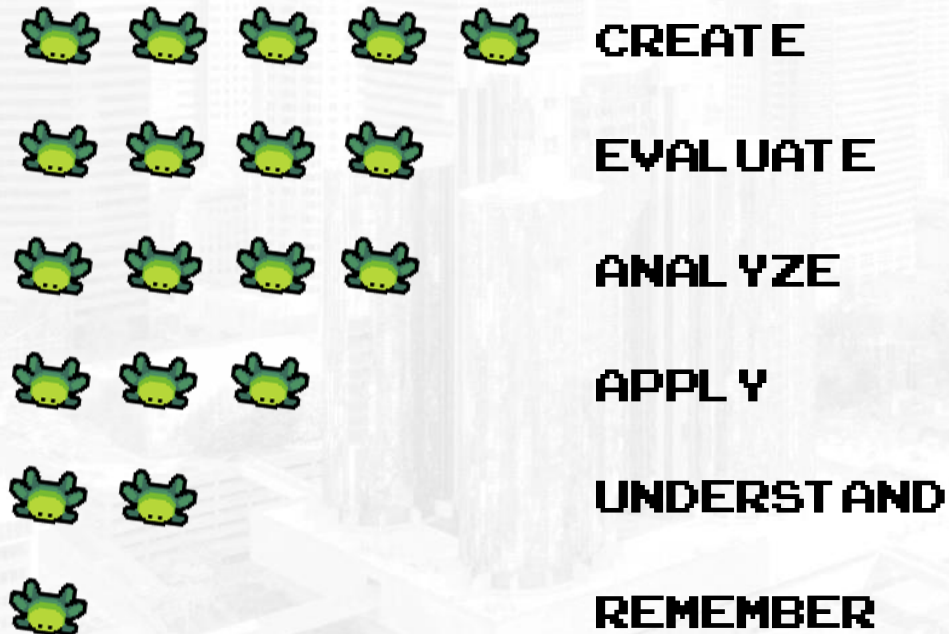 CREATE
EVALUATE
ANALYZE
APPLY
UNDERSTAND
REMEMBER